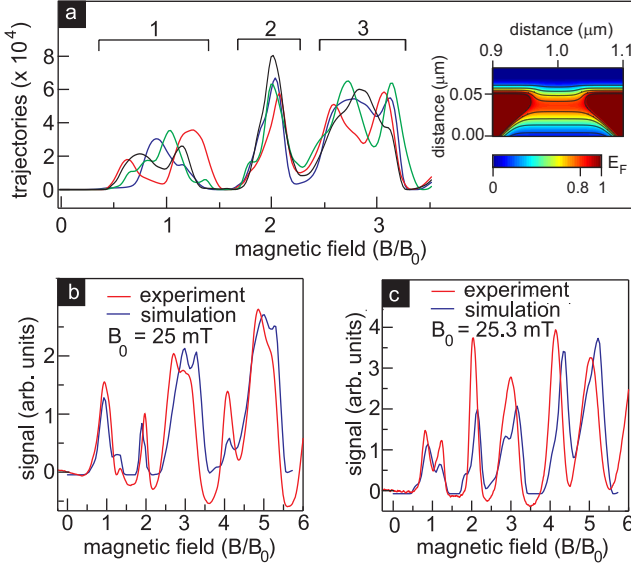 a
1
2
3
trajectories (x 10⁴)
8
6
4
2
0
0
1
2
3
magnetic field (B/B₀)
distance (μm)
0.9
1.0
1.1
distance (μm)
0.05
0.00
E_F
0
0.8
1
b
experiment
simulation
B₀ = 25 mT
signal (arb. units)
2
1
0
0
1
2
3
4
5
6
magnetic field (B/B₀)
c
experiment
simulation
B₀ = 25.3 mT
signal (arb. units)
4
3
2
1
0
0
1
2
3
4
5
6
magnetic field (B/B₀)